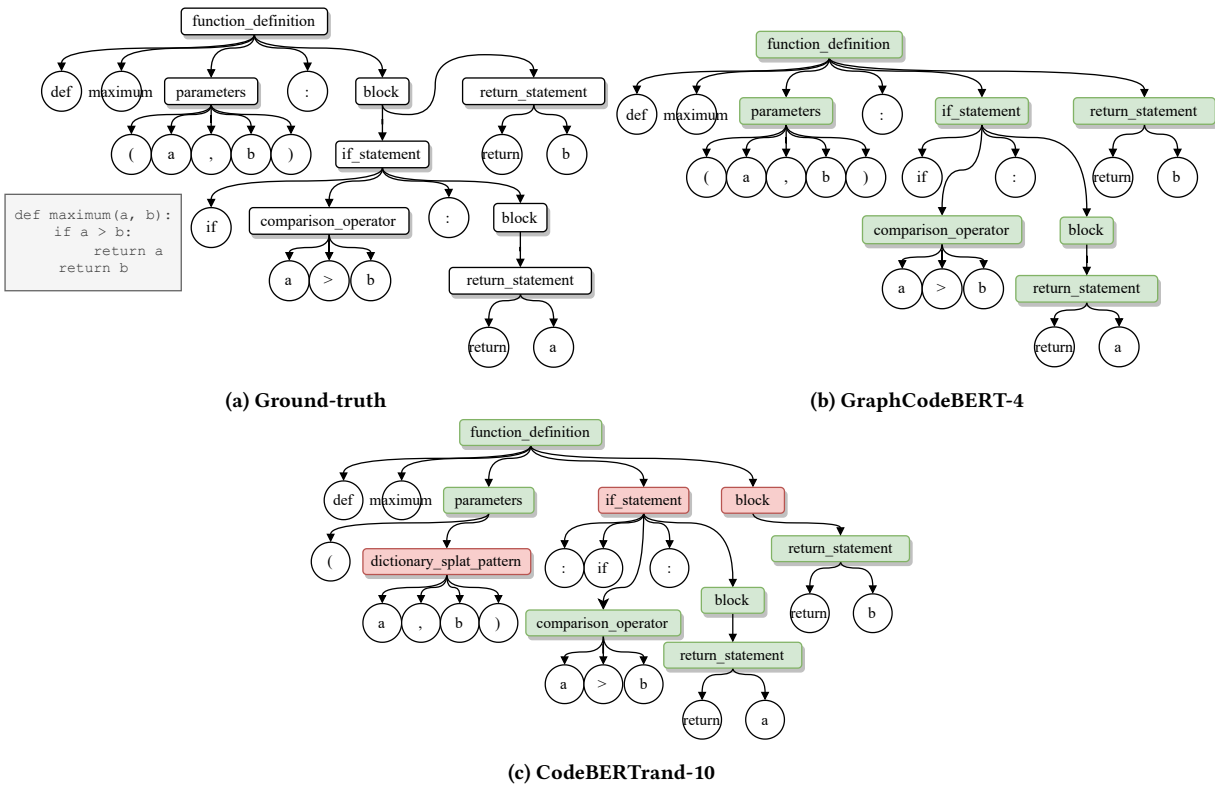 function_definition
def maximum parameters : block return_statement
( a , b ) return b
if_statement
if comparison_operator : block
a > b return_statement
return a
def maximum(a, b):
if a > b:
return a
return b
(a) Ground-truth
function_definition
def maximum parameters : if_statement return_statement
( a , b ) if : return b
comparison_operator block
a > b return_statement
return a
(b) GraphCodeBERT-4
function_definition
def maximum parameters if_statement block
( dictionary_splat_pattern : if : return_statement
a , b ) comparison_operator block return b
a > b return_statement
return a
(c) CodeBERTrand-10